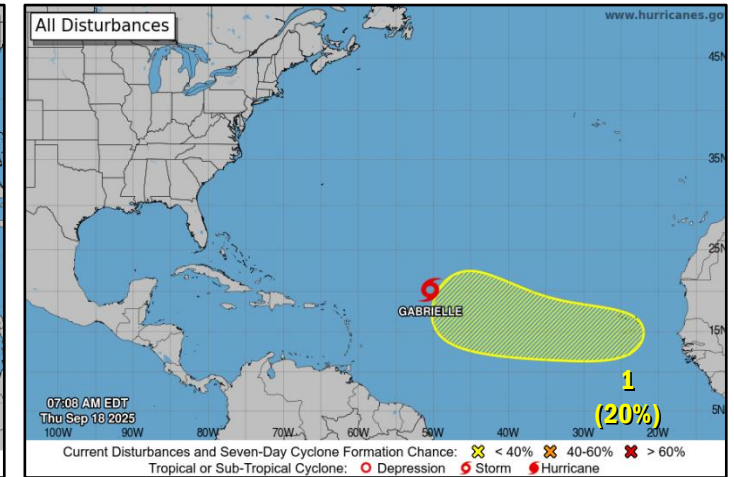 All Disturbances
www.hurricanes.go
45N
35N
25N
GABRIELLE
15N
1
(20%)
5N
07:08 AM EDT
Thu Sep 18 2025
100W 90W 80W 70W 60W 50W 40W 30W 20W
Current Disturbances and Seven-Day Cyclone Formation Chance: < 40% 40-60% > 60%
Tropical or Sub-Tropical Cyclone: Depression Storm Hurricane